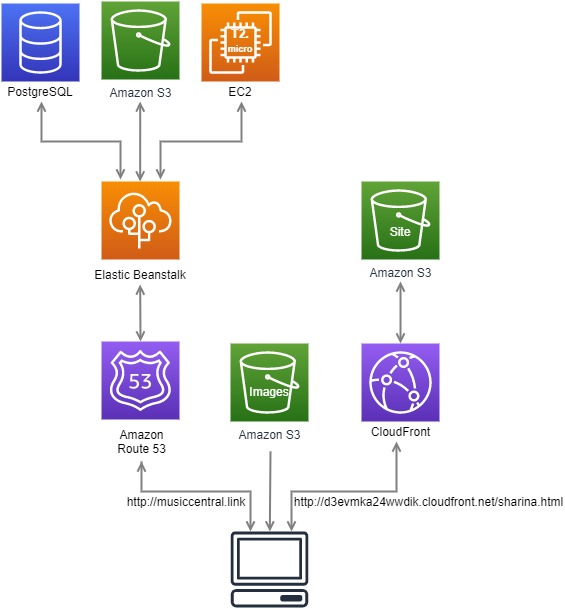 12.
micro
PostgreSQL
Amazon S3
EC2
Site
Elastic Beanstalk
Amazon S3
53
Images
Amazon
Route 53
Amazon S3
CloudFront
http://musiccentral.link
http://d3evmka24wwdik.cloudfront.net/sharina.html